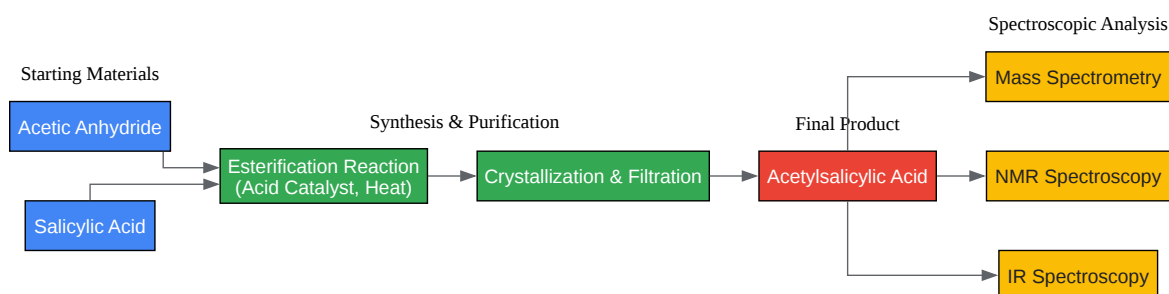 Spectroscopic Analysis
Mass Spectrometry
Starting Materials
Acetic Anhydride
Synthesis & Purification
Final Product
Esterification Reaction
(Acid Catalyst, Heat)
Crystallization & Filtration
Acetylsalicylic Acid
NMR Spectroscopy
Salicylic Acid
IR Spectroscopy